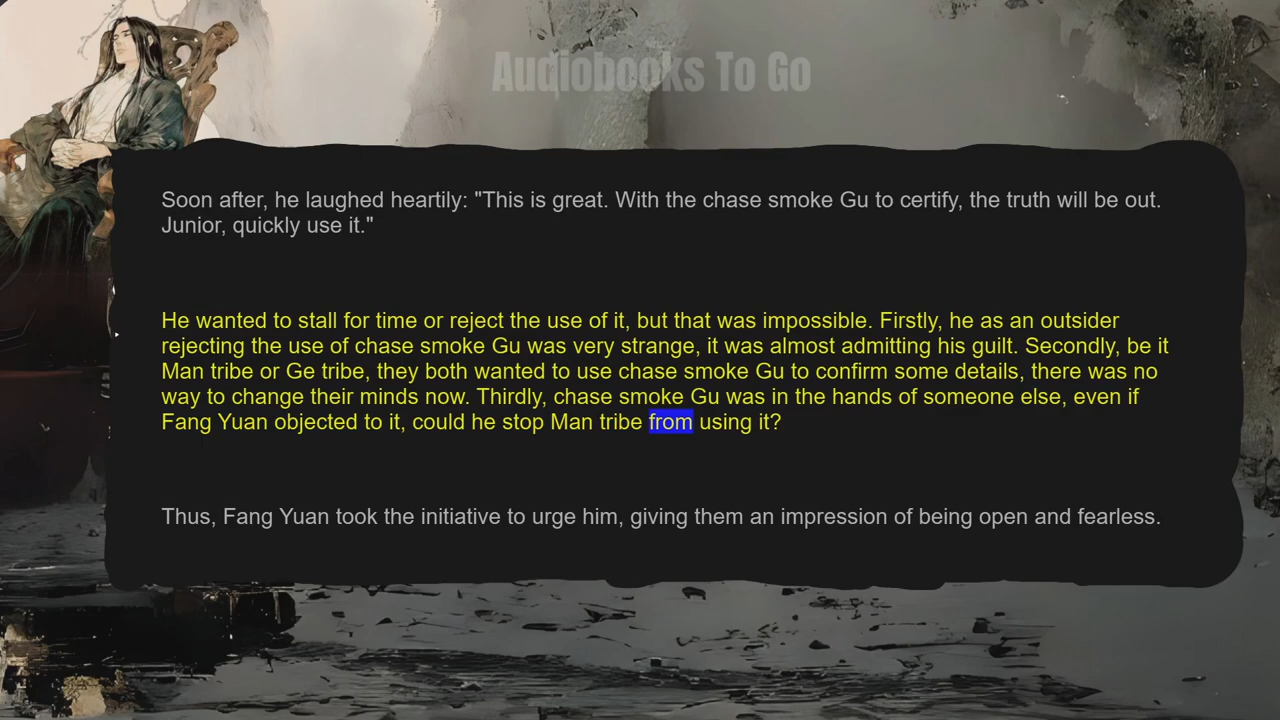 Audiobooks To Go
Soon after, he laughed heartily: "This is great. With the chase smoke Gu to certify, the truth will be out.
Junior, quickly use it."
He wanted to stall for time or reject the use of it, but that was impossible. Firstly, he as an outsider
rejecting the use of chase smoke Gu was very strange, it was almost admitting his guilt. Secondly, be it
Man tribe or Ge tribe, they both wanted to use chase smoke Gu to confirm some details, there was no
way to change their minds now. Thirdly, chase smoke Gu was in the hands of someone else, even if
Fang Yuan objected to it, could he stop Man tribe from using it?
Thus, Fang Yuan took the initiative to urge him, giving them an impression of being open and fearless.